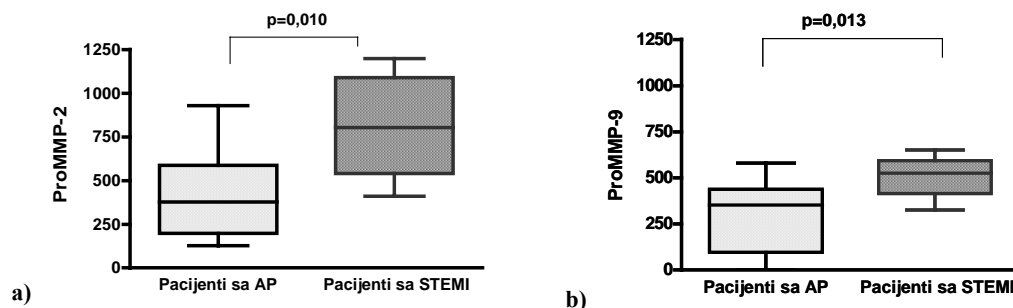 p=0,010
1250
1000
750
500
250
0
ProMMP-2
Pacijenti sa AP
Pacijenti sa STEMI
a)
p=0,013
1250
1000
750
500
250
0
ProMMP-9
Pacijenti sa AP
Pacijenti sa STEMI
b)